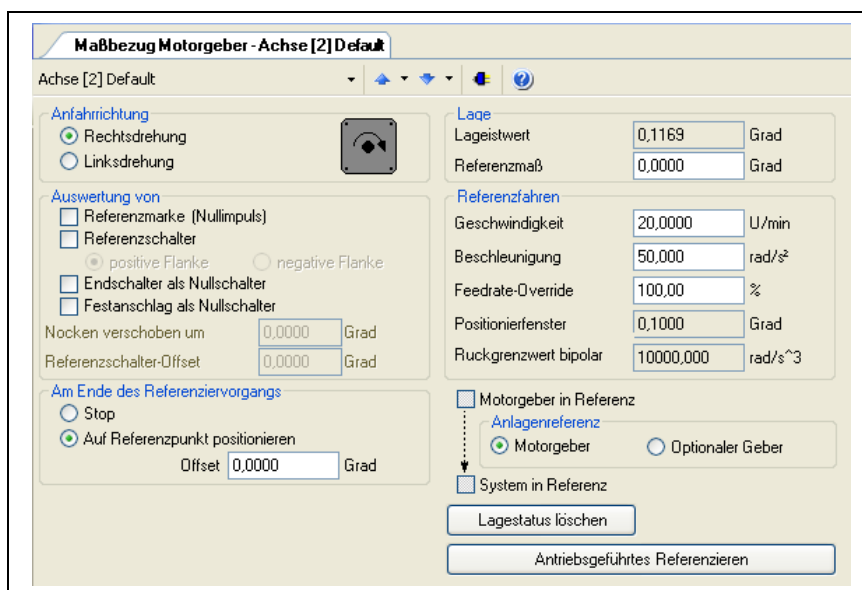 Maßbezug Motorgeber - Achse [2] Default
Achse [2] Default
Anfahrrichtung
Rechtsdrehung
Linksdrehung
Auswertung von
Referenzmarke (Nullimpuls)
Referenzschalter
positive Flanke negative Flanke
Endschalter als Nullschalter
Festanschlag als Nullschalter
Nocken verschoben um 0,0000 Grad
Referenzschalter-Offset 0,0000 Grad
Am Ende des Referenziervorgangs
Stop
Auf Referenzpunkt positionieren
Offset 0,0000 Grad
Lage
Lageistwert 0,1169 Grad
Referenzmaß 0,0000 Grad
Referenzfahren
Geschwindigkeit 20,0000 U/min
Beschleunigung 50,000 rad/s²
Feedrate-Override 100,00 %
Positionierfenster 0,1000 Grad
Ruckgrenzwert bipolar 10000,000 rad/s^3
Motorgeber in Referenz
Anlagenreferenz
Motorgeber Optionaler Geber
System in Referenz
Lagestatus löschen
Antriebsgeführtes Referenzieren